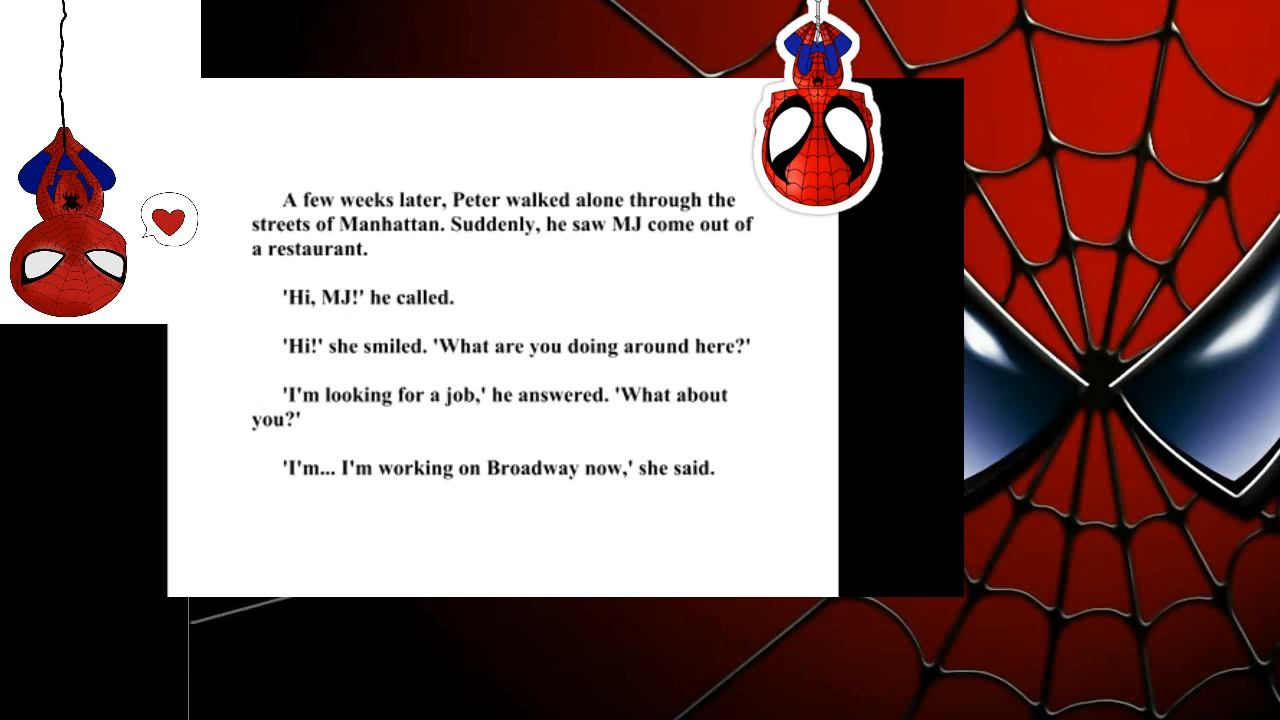 A few weeks later, Peter walked alone through the
streets of Manhattan. Suddenly, he saw MJ come out of
a restaurant.
'Hi, MJ!' he called.
'Hi!' she smiled. 'What are you doing around here?'
'I'm looking for a job,' he answered. 'What about
you?'
'I'm... I'm working on Broadway now,' she said.